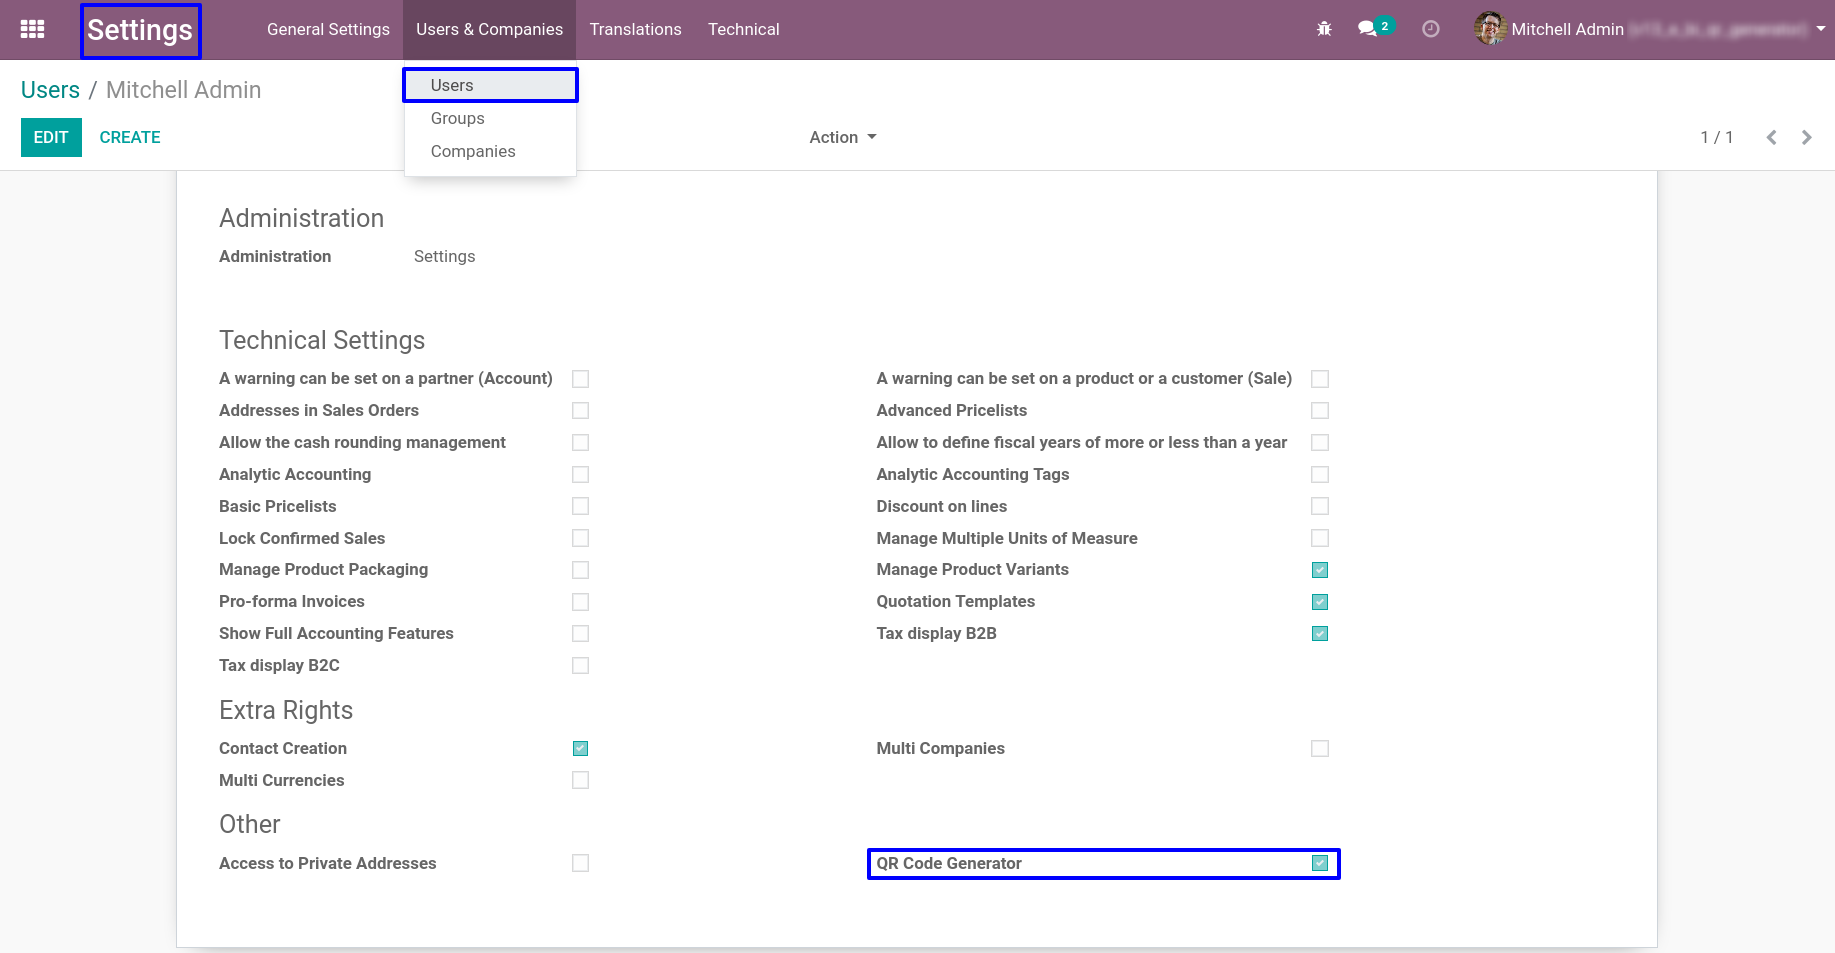 Settings General Settings Users & Companies Translations Technical 2 Mitchell Admin
Users
Groups
Companies
Users / Mitchell Admin
EDIT CREATE Action 1 / 1
Administration
Administration Settings
Technical Settings
A warning can be set on a partner (Account) A warning can be set on a product or a customer (Sale)
Addresses in Sales Orders Advanced Pricelists
Allow the cash rounding management Allow to define fiscal years of more or less than a year
Analytic Accounting Analytic Accounting Tags
Basic Pricelists Discount on lines
Lock Confirmed Sales Manage Multiple Units of Measure
Manage Product Packaging Manage Product Variants
Pro-forma Invoices Quotation Templates
Show Full Accounting Features Tax display B2B
Tax display B2C
Extra Rights
Contact Creation Multi Companies
Multi Currencies
Other
Access to Private Addresses QR Code Generator